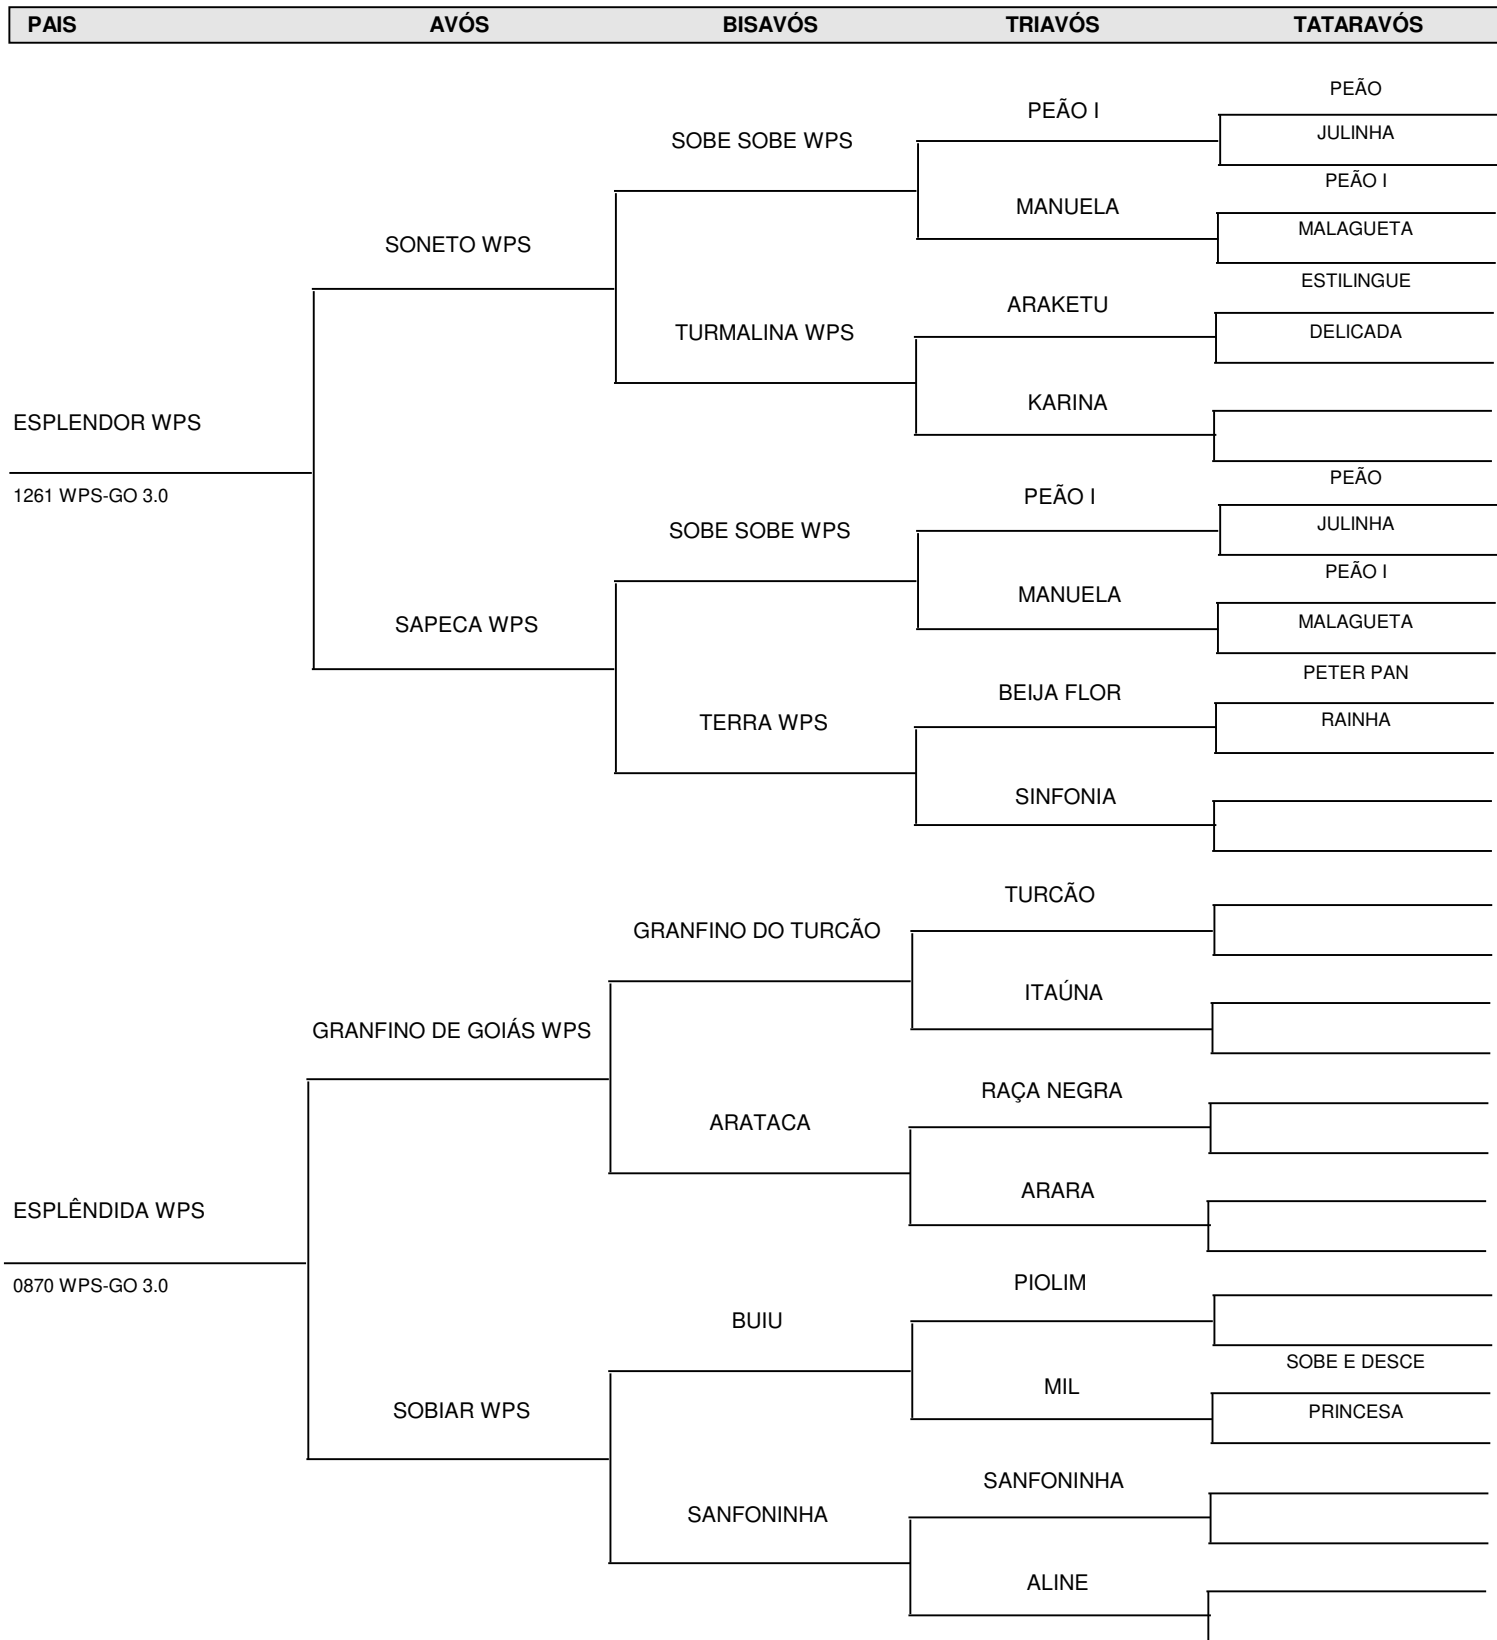 PAIS AVÓS BISAVÓS TRIAVÓS TATARAVÓS
PEÃO
PEÃO I
JULINHA
SOBE SOBE WPS
PEÃO I
MANUELA
MALAGUETA
SONETO WPS
ESTILINGUE
ARAKETU
TURMALINA WPS
DELICADA
KARINA
ESPLENDOR WPS
PEÃO
1261 WPS-GO 3.0
PEÃO I
JULINHA
SOBE SOBE WPS
PEÃO I
MANUELA
MALAGUETA
SAPECA WPS
PETER PAN
BEIJA FLOR
RAINHA
TERRA WPS
SINFONIA
TURCÃO
GRANFINO DO TURCÃO
ITAÚNA
GRANFINO DE GOIÁS WPS
RAÇA NEGRA
ARATACA
ARARA
ESPLÊNDIDA WPS
0870 WPS-GO 3.0
PIOLIM
BUIU
SOBE E DESCE
MIL
SOBIAR WPS
PRINCESA
SANFONINHA
SANFONINHA
ALINE